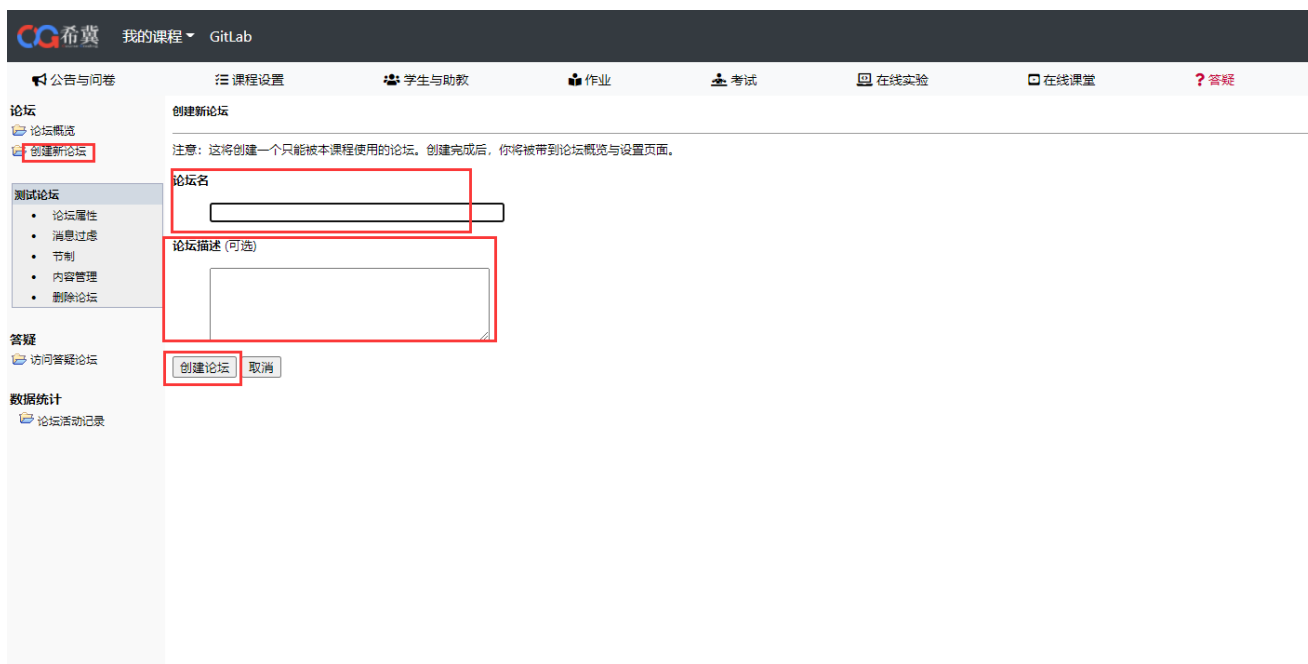 CG希冀 我的课程 GitLab
公告与问卷 课程设置 学生与助教 作业 考试 在线实验 在线课堂 ?答疑
论坛
论坛概览
创建新论坛
测试论坛
• 论坛属性
• 消息过虑
• 节制
• 内容管理
• 删除论坛
答疑
访问答疑论坛
数据统计
论坛活动记录
创建新论坛
注意：这将创建一个只能被本课程使用的论坛。创建完成后，你将被带到论坛概览与设置页面。
论坛名
论坛描述 (可选)
创建论坛 取消